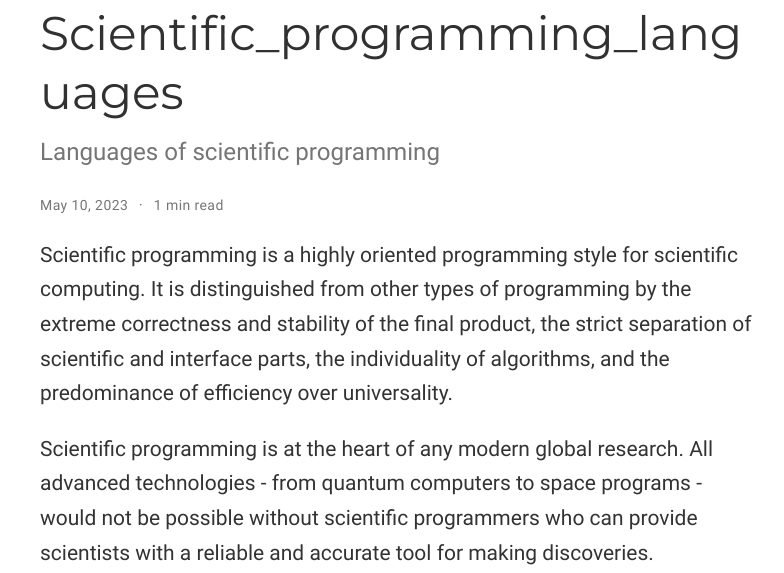 Scientific_programming_lang
uages
Languages of scientific programming
May 10, 2023 · 1 min read
Scientific programming is a highly oriented programming style for scientific
computing. It is distinguished from other types of programming by the
extreme correctness and stability of the final product, the strict separation of
scientific and interface parts, the individuality of algorithms, and the
predominance of efficiency over universality.
Scientific programming is at the heart of any modern global research. All
advanced technologies - from quantum computers to space programs -
would not be possible without scientific programmers who can provide
scientists with a reliable and accurate tool for making discoveries.